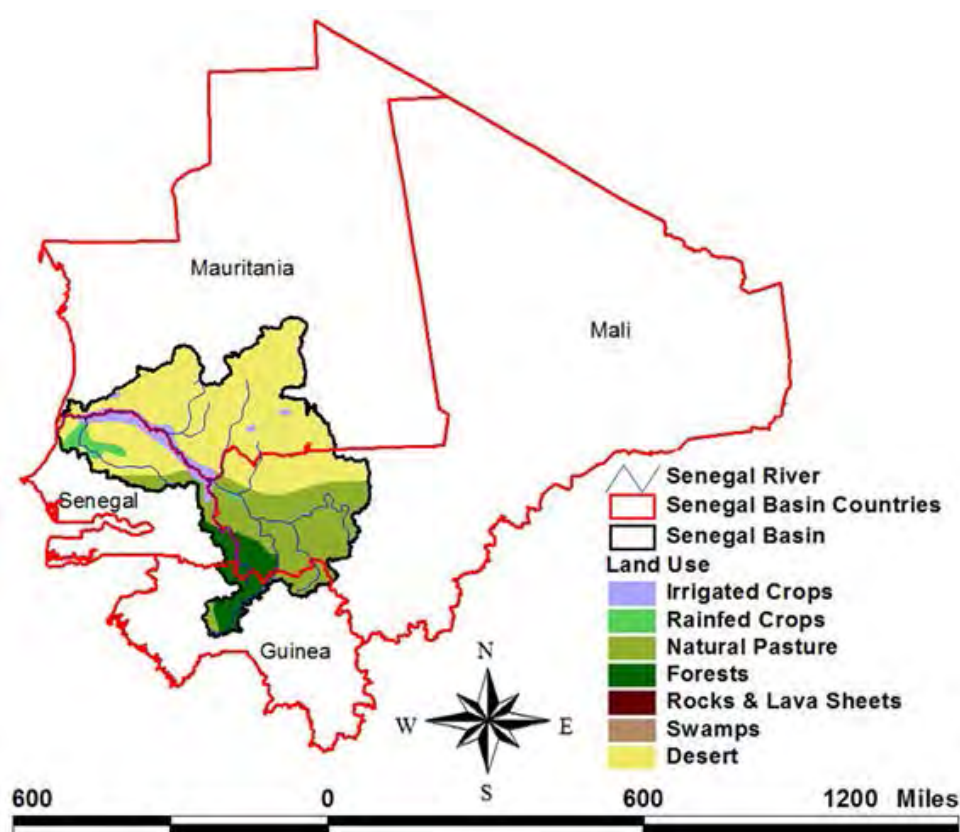 Mauritania
Mali
Senegal
Guinea
Senegal River
Senegal Basin Countries
Senegal Basin
Land Use
Irrigated Crops
Rainfed Crops
Natural Pasture
Forests
Rocks & Lava Sheets
Swamps
Desert
N
W E
S
600 0 600 1200 Miles